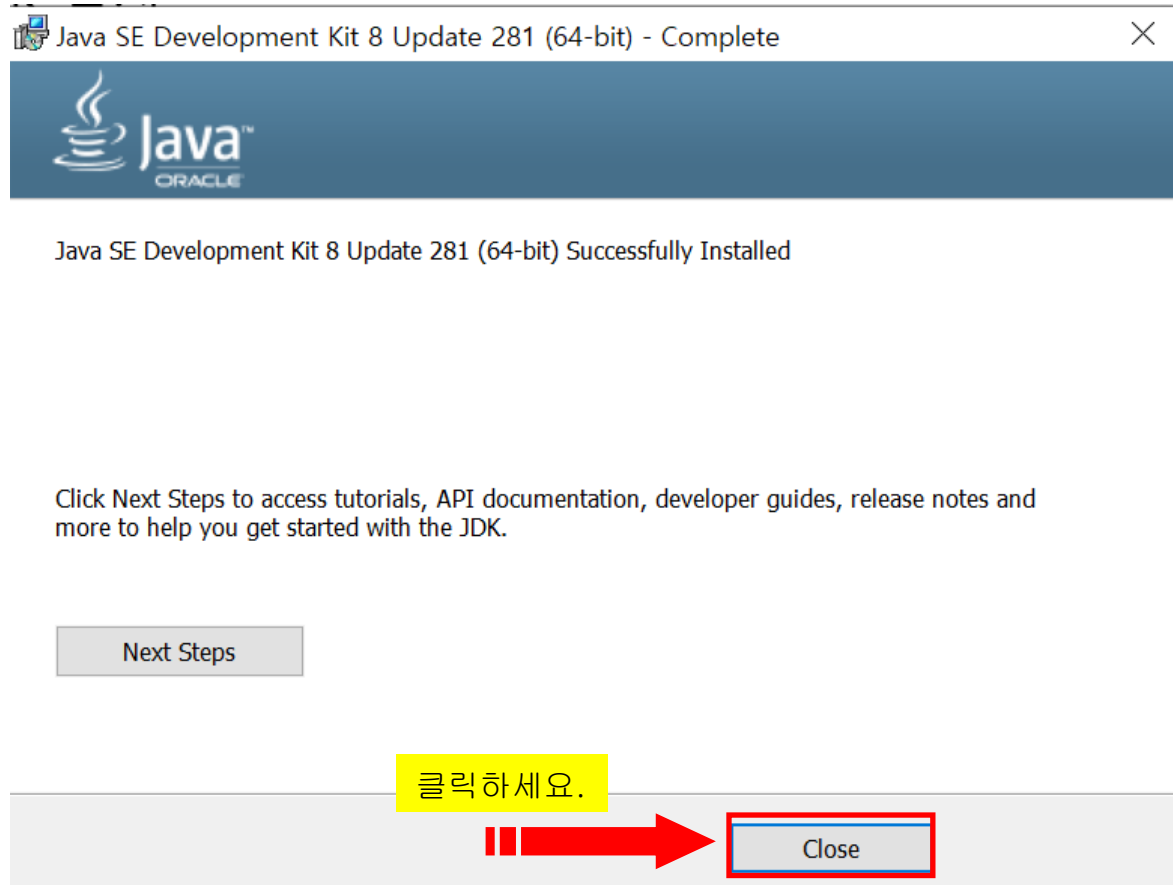 Java SE Development Kit 8 Update 281 (64-bit) - Complete
Java™
ORACLE
Java SE Development Kit 8 Update 281 (64-bit) Successfully Installed
Click Next Steps to access tutorials, API documentation, developer guides, release notes and
more to help you get started with the JDK.
Next Steps
클릭하세요.
Close